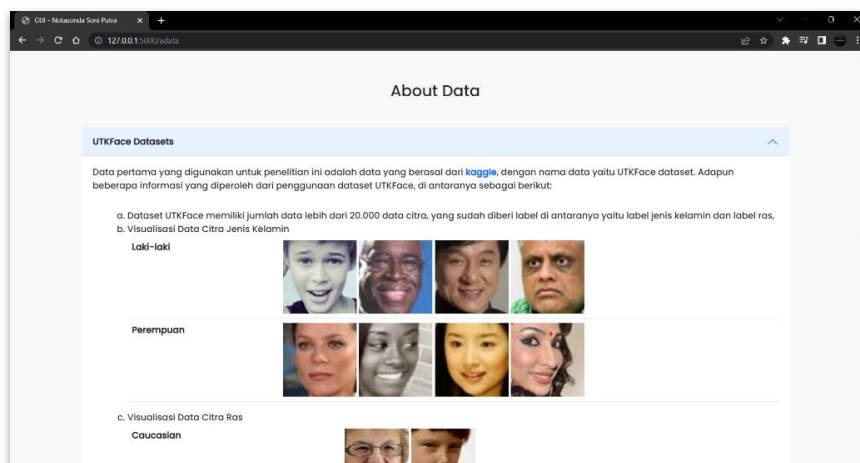 GUI - Notasunda Soni Putra
127.0.0.1:5000/adata
About Data
UTKFace Datasets
Data pertama yang digunakan untuk penelitian ini adalah data yang berasal dari kaggle, dengan nama data yaitu UTKFace dataset. Adapun
beberapa informasi yang diperoleh dari penggunaan dataset UTKFace, di antaranya sebagai berikut:
a. Dataset UTKFace memiliki jumlah data lebih dari 20.000 data citra, yang sudah diberi label di antaranya yaitu label jenis kelamin dan label ras,
b. Visualisasi Data Citra Jenis Kelamin
Laki-laki
Perempuan
c. Visualisasi Data Citra Ras
Caucasian